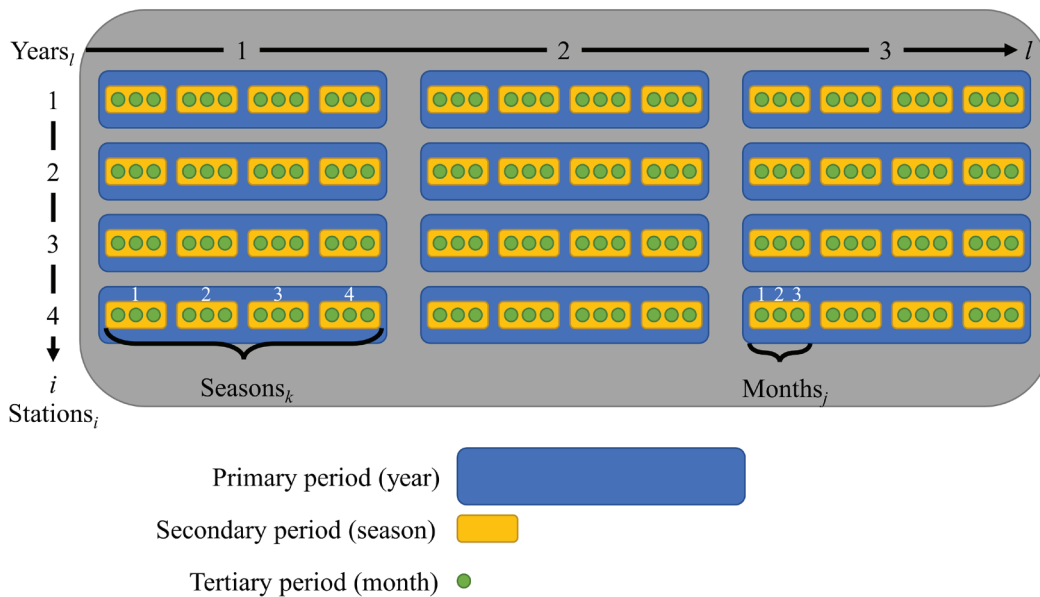 Years_l 1 2 3 l
1
2
3
1 2 3 4 1 2 3
4
i
Seasons_k Months_j
Stations_i
Primary period (year)
Secondary period (season)
Tertiary period (month)